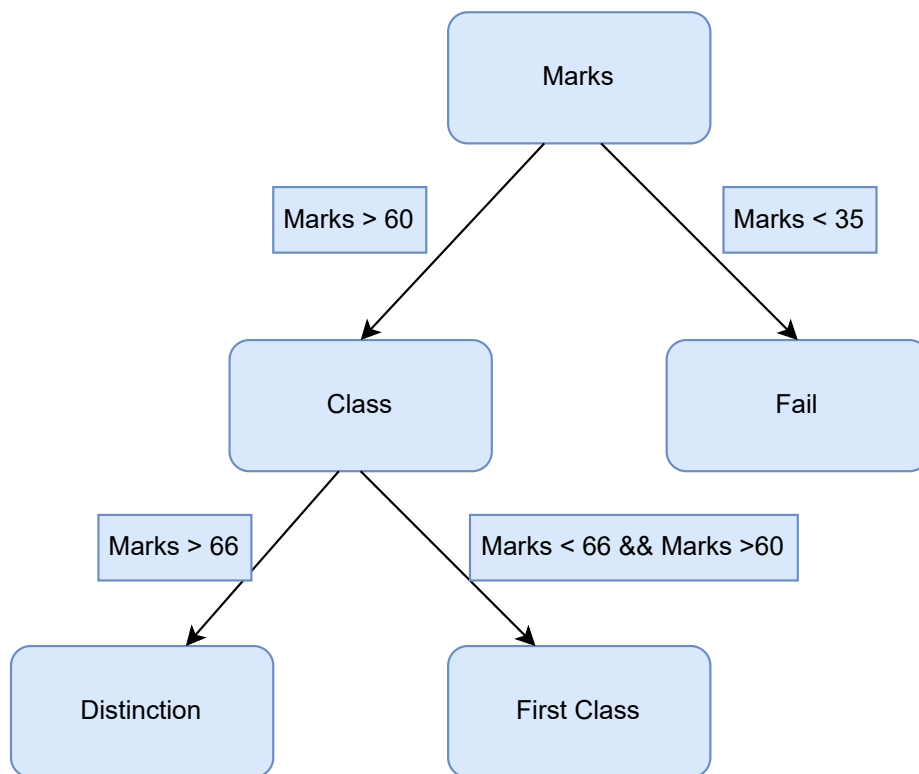 Marks
Marks > 60
Marks < 35
Class
Fail
Marks > 66
Marks < 66 && Marks >60
Distinction
First Class